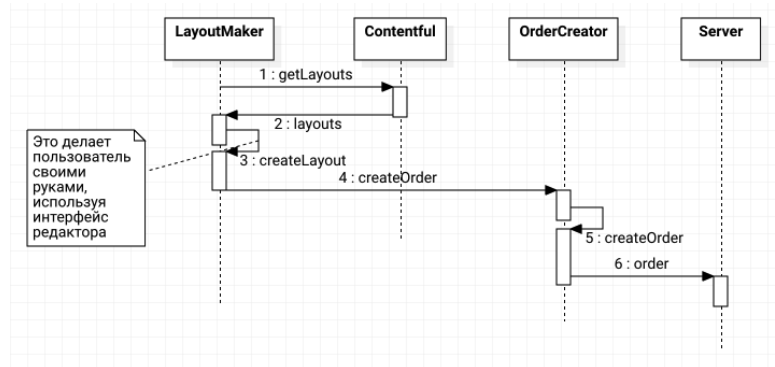 LayoutMaker
Contentful
OrderCreator
Server
1 : getLayouts
2 : layouts
Это делает
пользователь
своими
руками,
используя
интерфейс
редактора
3 : createLayout
4 : createOrder
5 : createOrder
6 : order